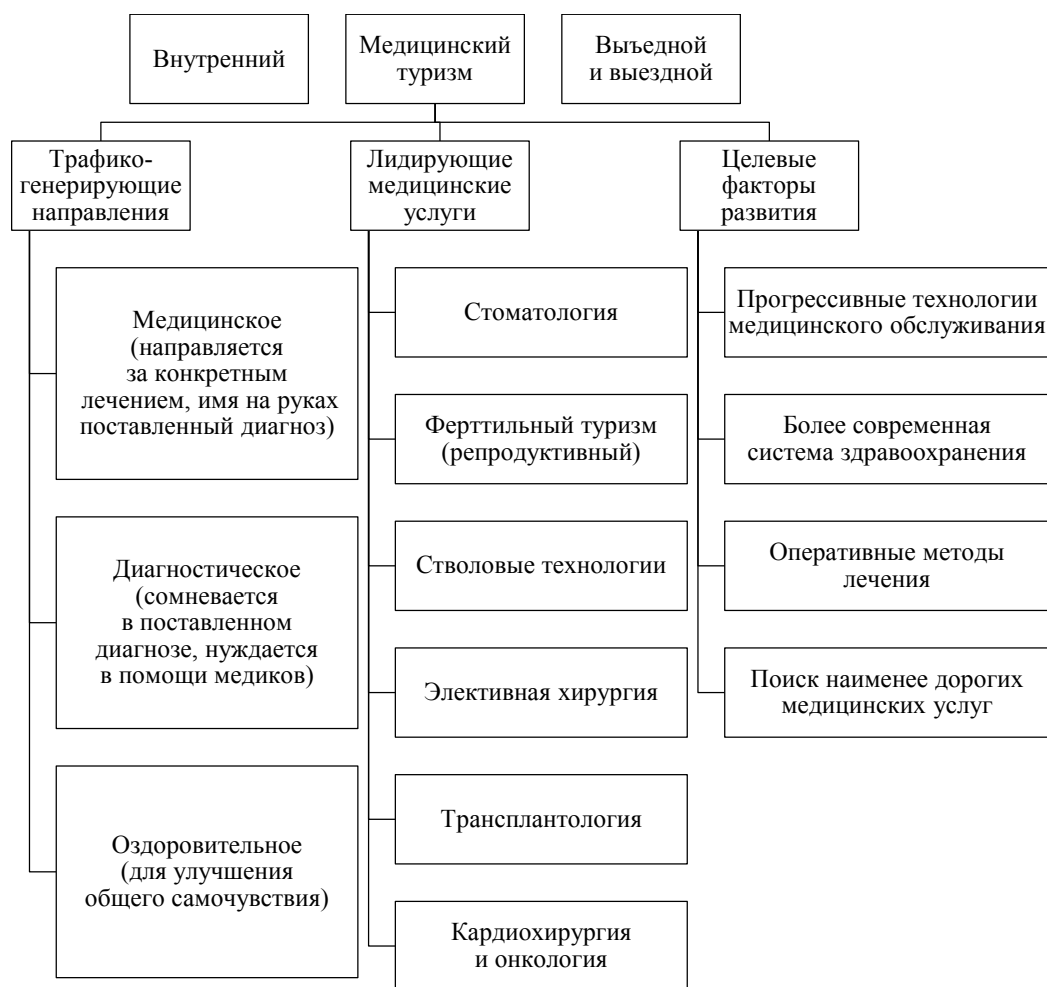 Внутренний
Медицинский
туризм
Выъедной
и выездной
Трафико-
генерирующие
направления
Лидирующие
медицинские
услуги
Целевые
факторы
развития
Медицинское
(направляется
за конкретным
лечением, имя на руках
поставленный диагноз)
Диагностическое
(сомневается
в поставленном
диагнозе, нуждается
в помощи медиков)
Оздоровительное
(для улучшения
общего самочувствия)
Стоматология
Ферттильный туризм
(репродуктивный)
Стволовые технологии
Элективная хирургия
Трансплантология
Кардиохирургия
и онкология
Прогрессивные технологии
медицинского обслуживания
Более современная
система здравоохранения
Оперативные методы
лечения
Поиск наименее дорогих
медицинских услуг